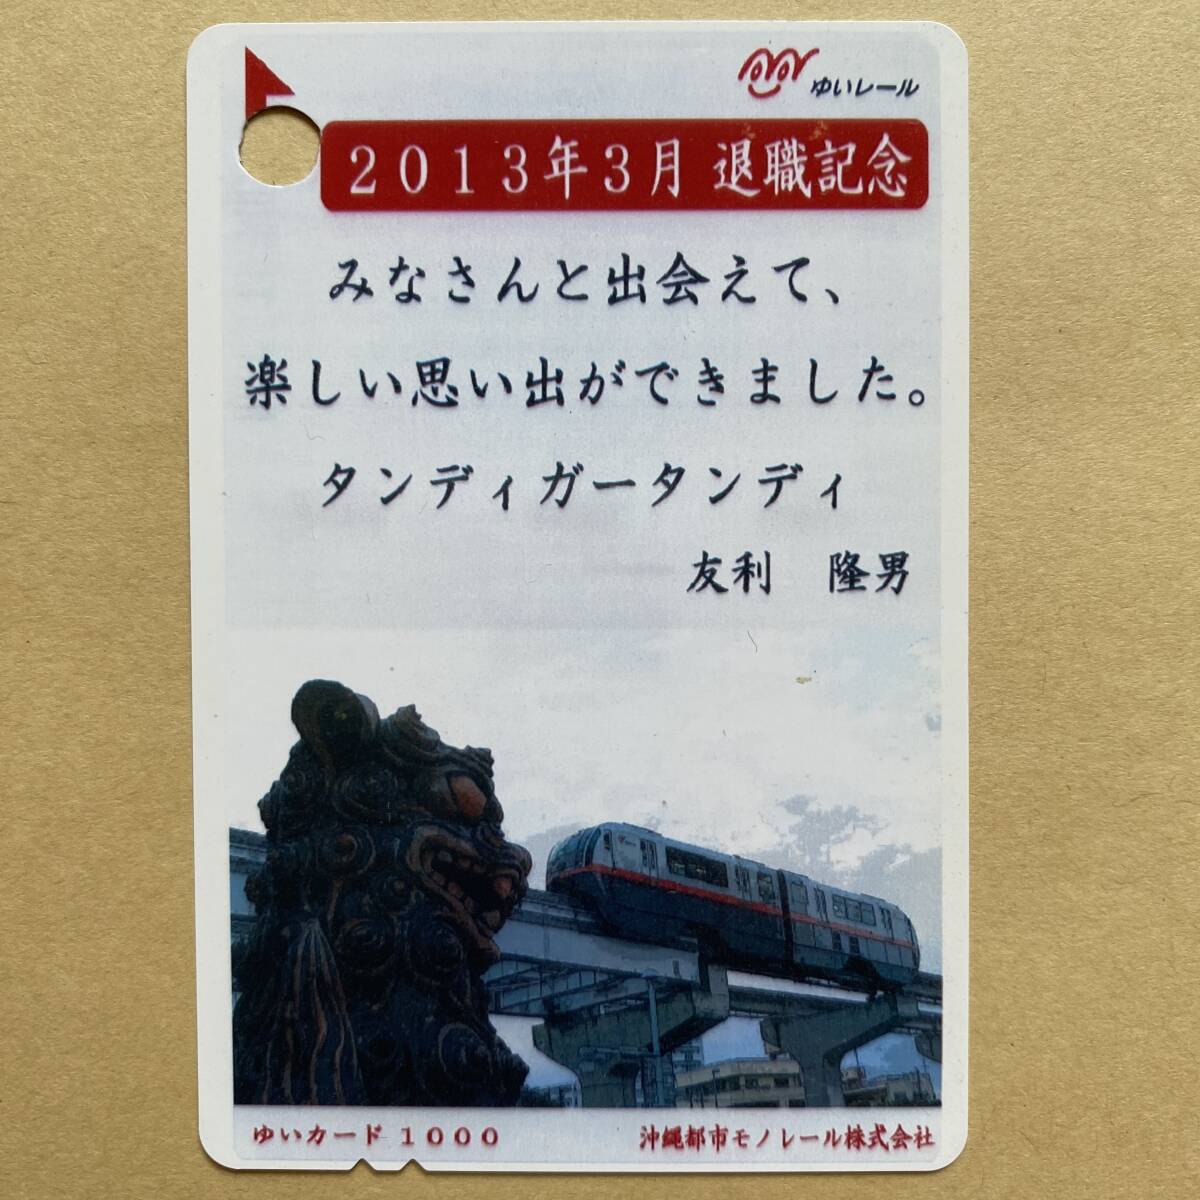 ゆいレール
2013年3月 退職記念
みなさんと出会えて、
楽しい思い出ができました。
タンディガータンディ
友利　隆男
ゆいカード 1000
沖縄都市モノレール株式会社